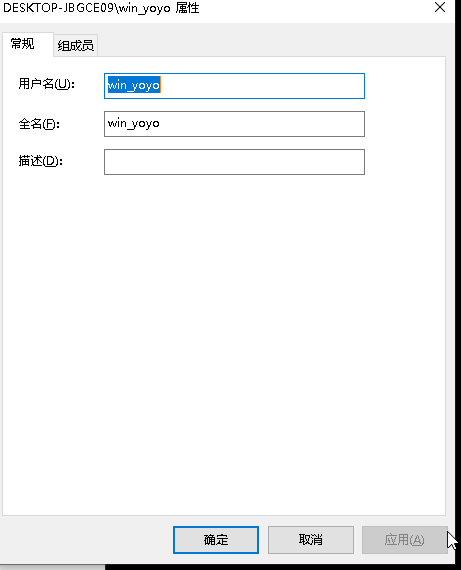 DESKTOP-JBGCE09\win_yoyo 属性
常规 组成员
用户名(U): win_yoyo
全名(F): win_yoyo
描述(D):
确定 取消 应用(A)